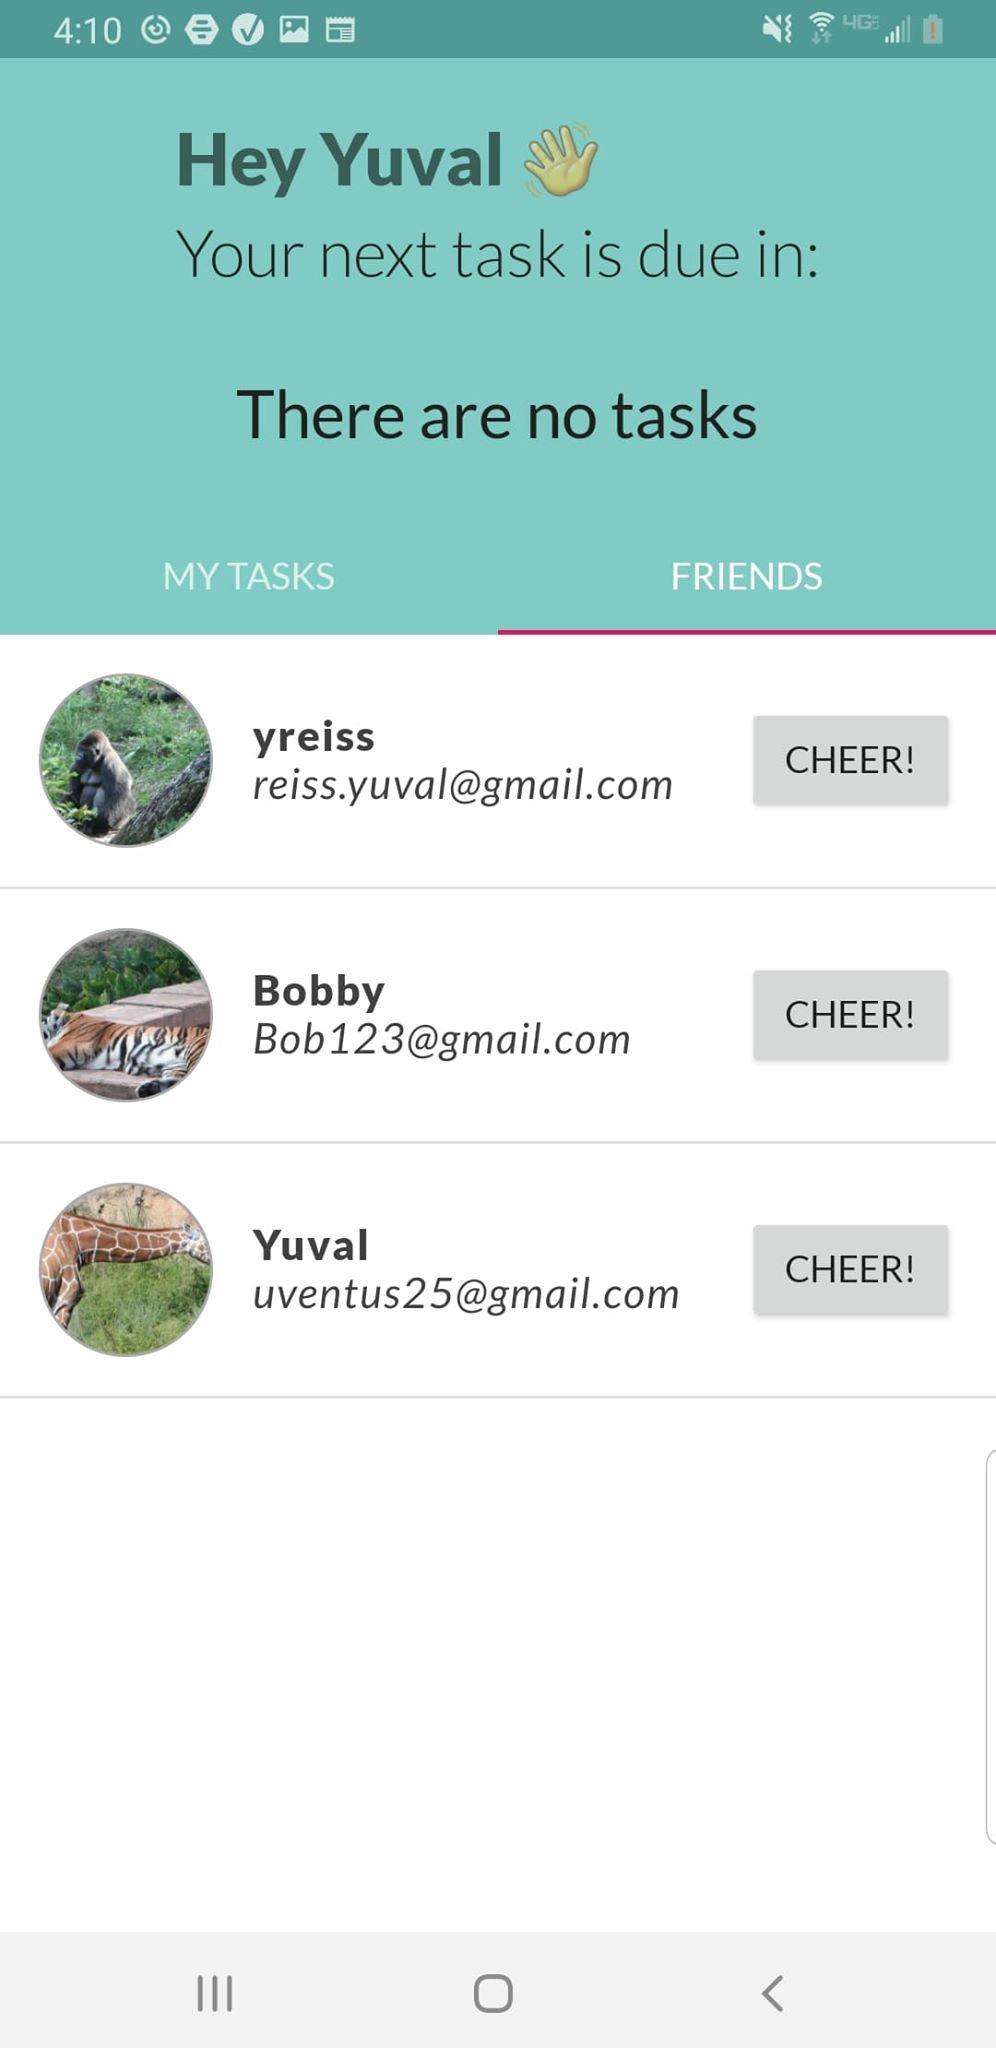 4:10
4G
Hey Yuval 👋
Your next task is due in:
There are no tasks
MY TASKS
FRIENDS
yreiss
reiss.yuval@gmail.com
CHEER!
Bobby
Bob123@gmail.com
CHEER!
Yuval
uventus25@gmail.com
CHEER!